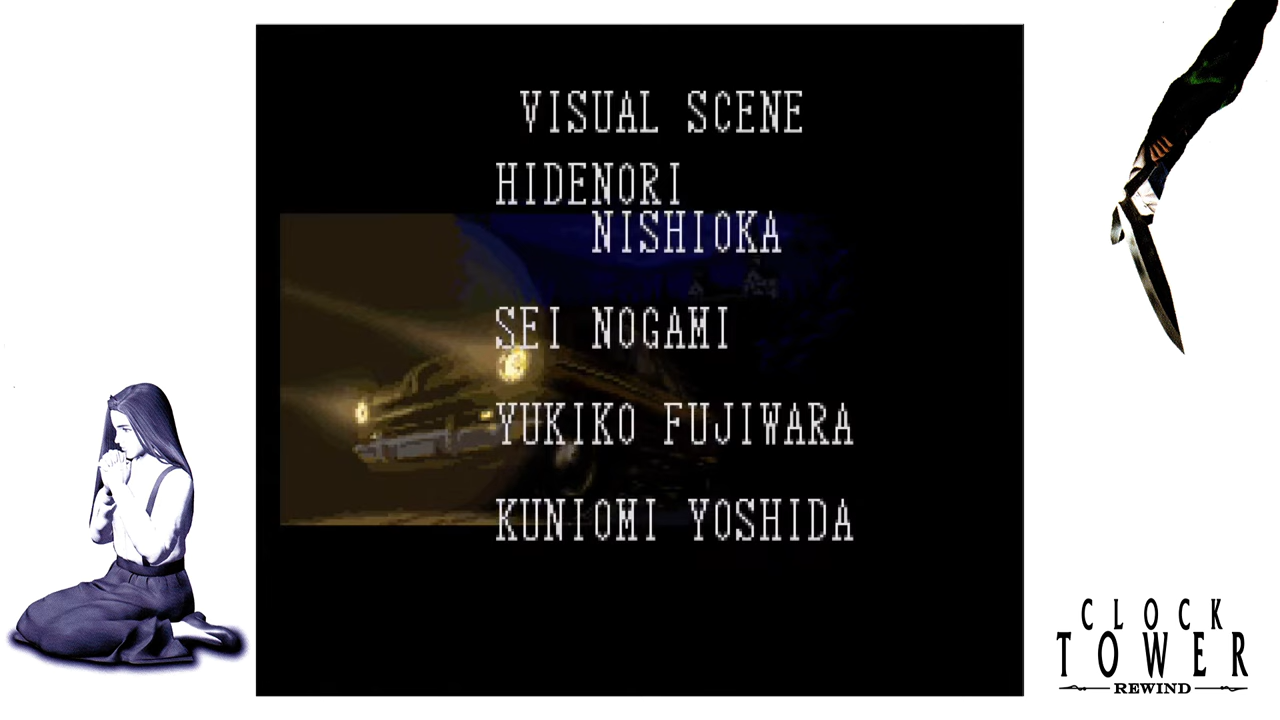 VISUAL SCENE
HIDENORI
NISHIOKA
SEI NOGAMI
YUKIKO FUJIWARA
KUNIOMI YOSHIDA
CLOCK
TOWER
REWIND